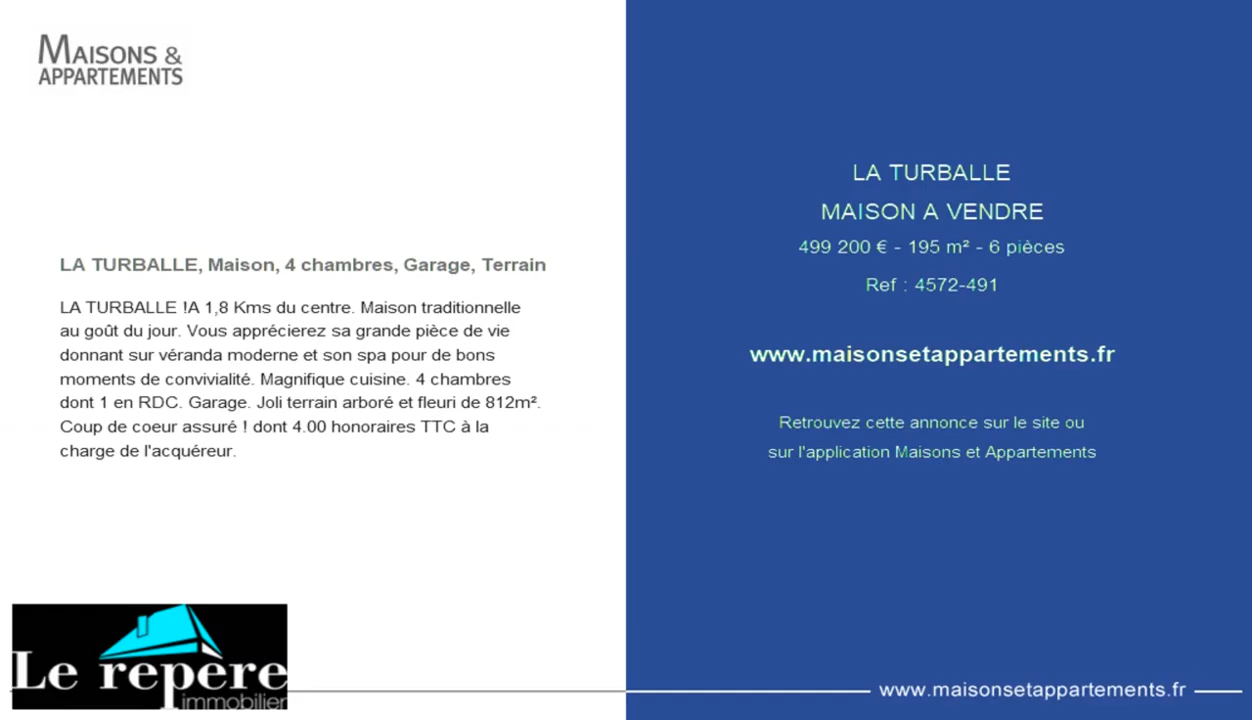 MAISONS &
APPARTEMENTS
LA TURBALLE, Maison, 4 chambres, Garage, Terrain
LA TURBALLE !A 1,8 Kms du centre. Maison traditionnelle
au goût du jour. Vous apprécierez sa grande pièce de vie
donnant sur véranda moderne et son spa pour de bons
moments de convivialité. Magnifique cuisine. 4 chambres
dont 1 en RDC. Garage. Joli terrain arboré et fleuri de 812m².
Coup de coeur assuré ! dont 4.00 honoraires TTC à la
charge de l'acquéreur.
Le repère
immobilier
LA TURBALLE
MAISON A VENDRE
499 200 € - 195 m² - 6 pièces
Ref : 4572-491
www.maisonsetappartements.fr
Retrouvez cette annonce sur le site ou
sur l'application Maisons et Appartements
www.maisonsetappartements.fr